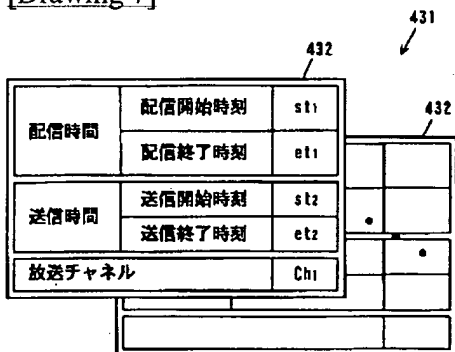 [Drawing 7]
431
432
432
配信時間 配信開始時刻 st1
配信終了時刻 et1
送信時間 送信開始時刻 st2
送信終了時刻 et2
放送チャネル Ch1